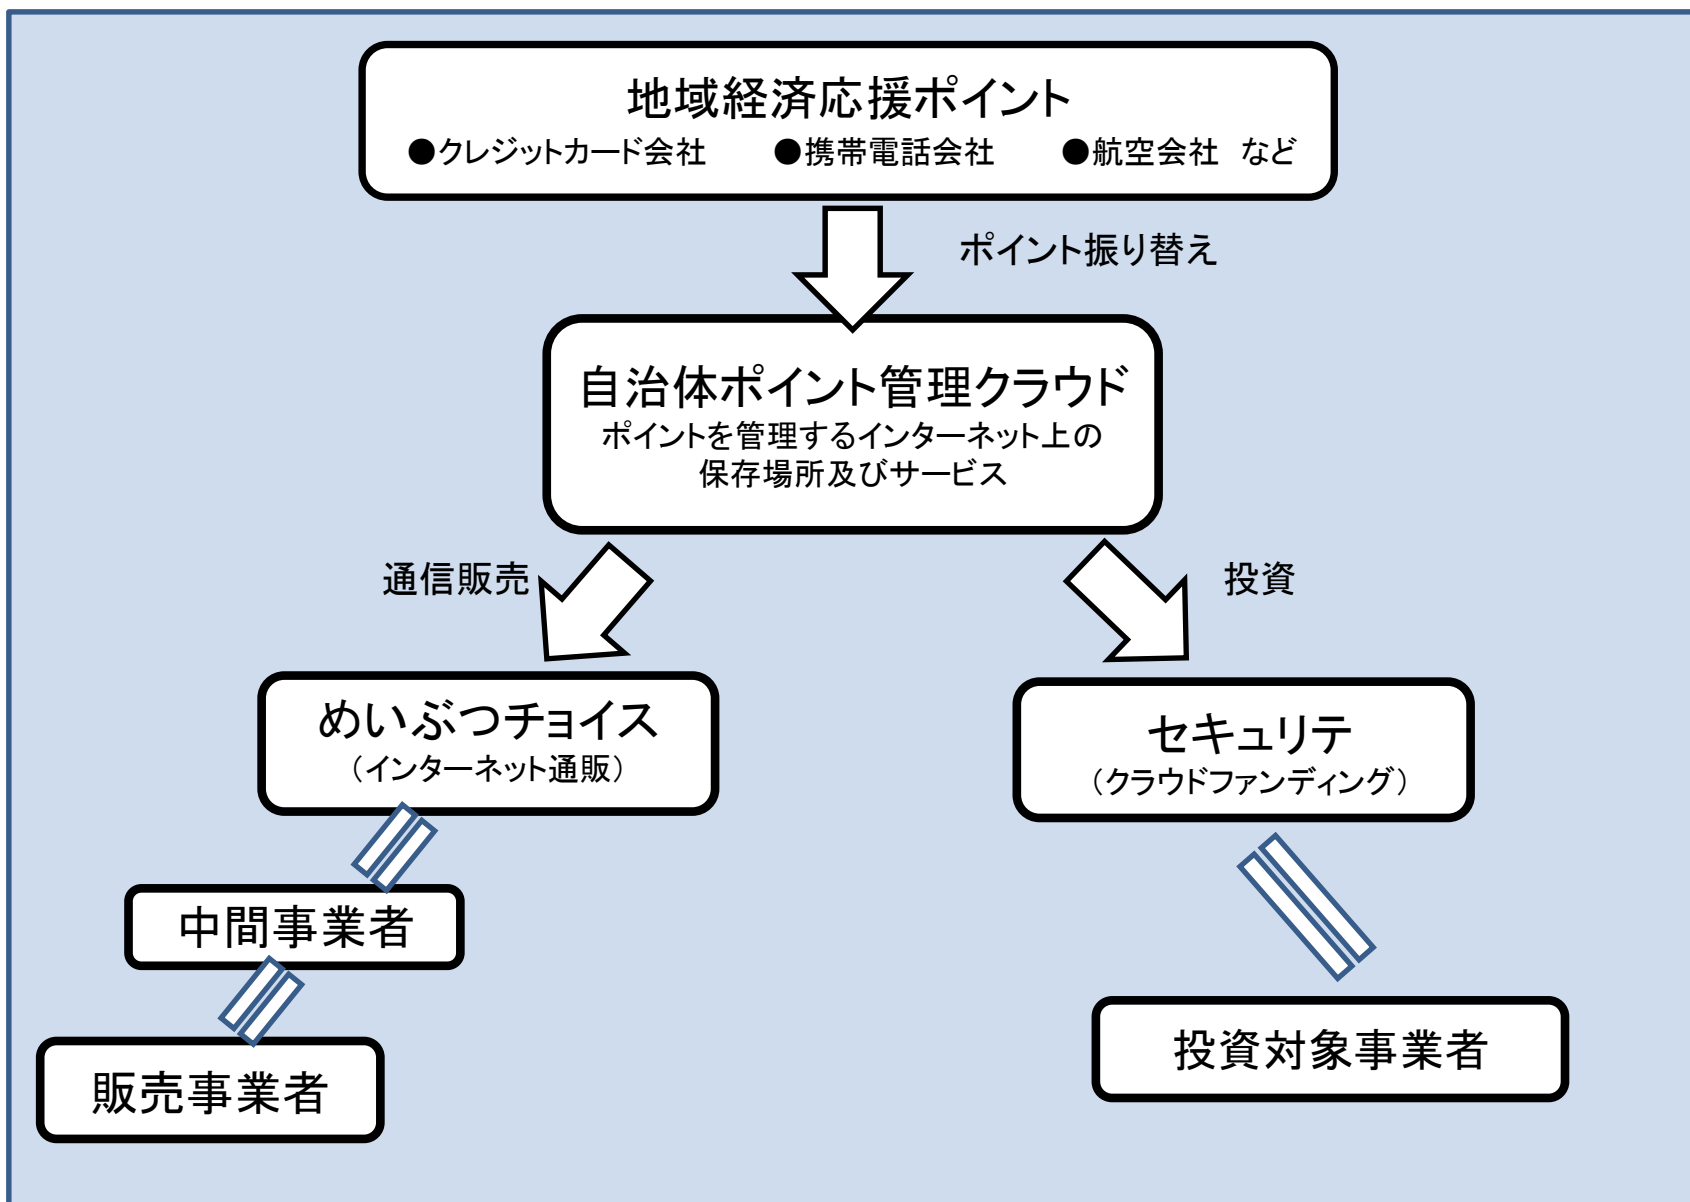 地域経済応援ポイント
●クレジットカード会社　●携帯電話会社　●航空会社 など
ポイント振り替え
自治体ポイント管理クラウド
ポイントを管理するインターネット上の
保存場所及びサービス
通信販売
投資
めいぶつチョイス
（インターネット通販）
セキュリテ
（クラウドファンディング）
中間事業者
投資対象事業者
販売事業者